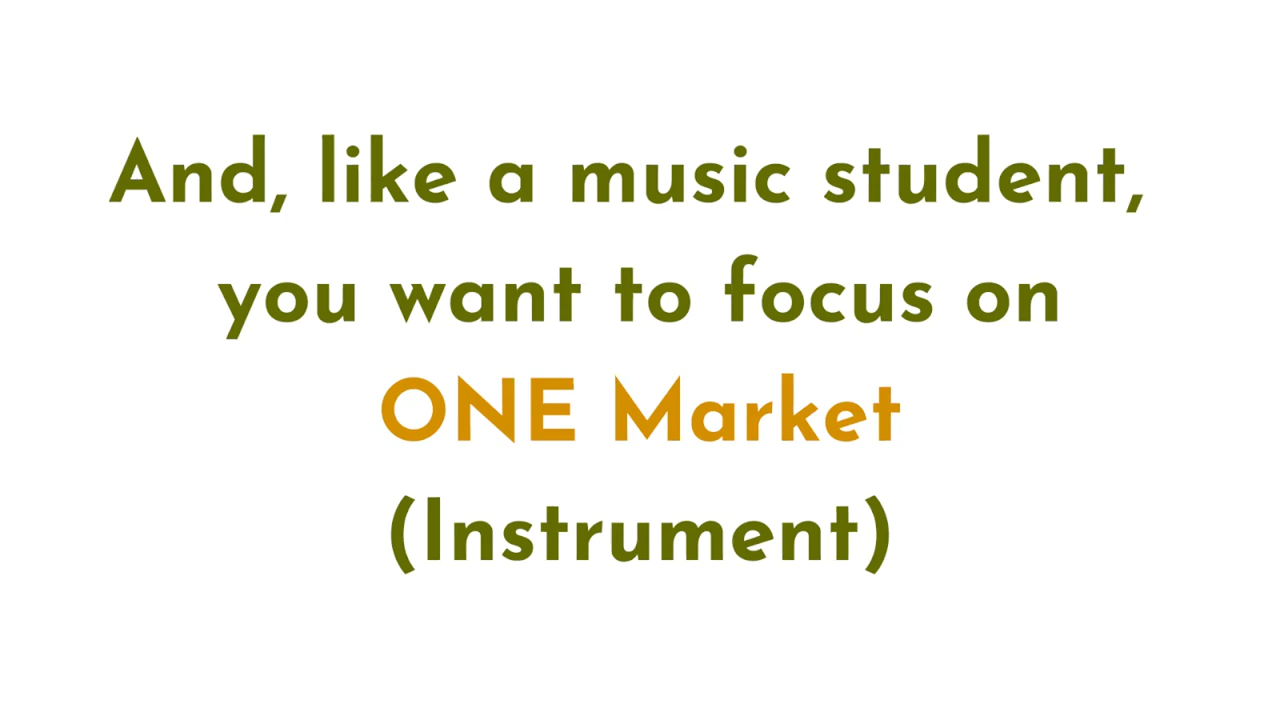 And, like a music student,
you want to focus on
ONE Market
(Instrument)